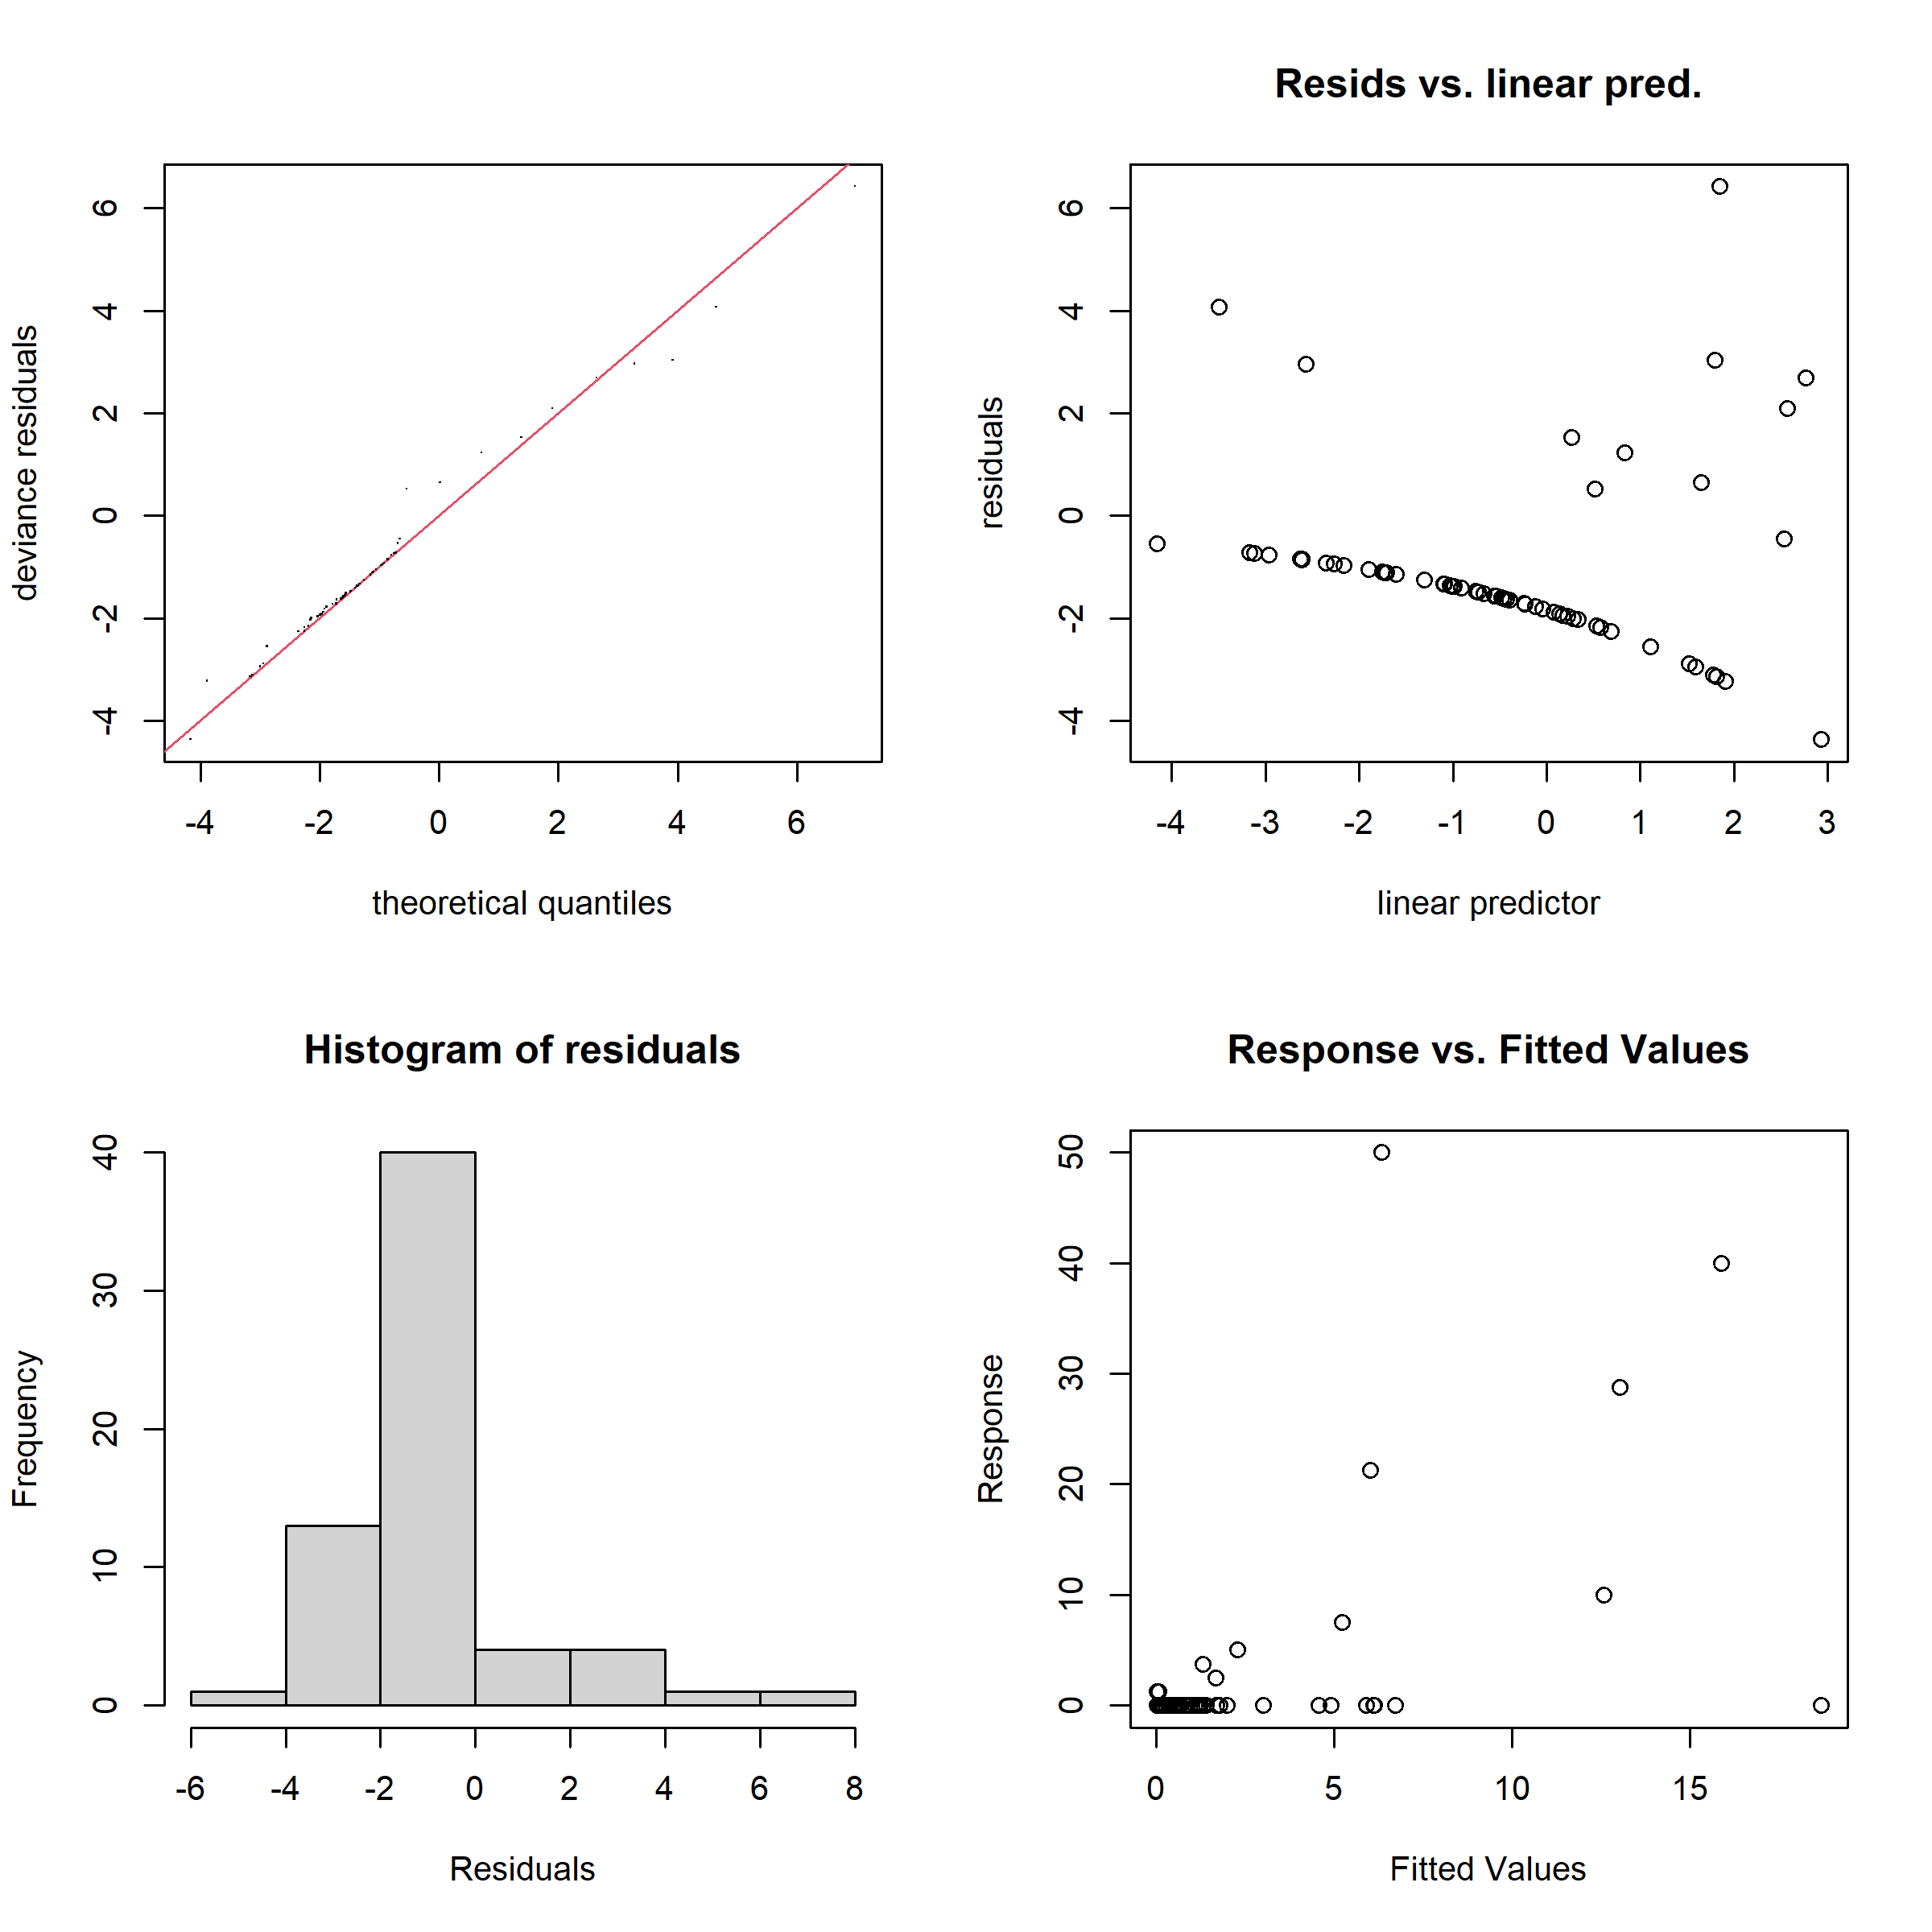 deviance residuals
6
4
2
0
-2
-4
-4 -2 0 2 4 6
theoretical quantiles
Resids vs. linear pred.
residuals
6
4
2
0
-2
-4
-4 -3 -2 -1 0 1 2 3
linear predictor
Histogram of residuals
Frequency
40
30
20
10
0
-6 -4 -2 0 2 4 6 8
Residuals
Response vs. Fitted Values
Response
50
40
30
20
10
0
0 5 10 15
Fitted Values